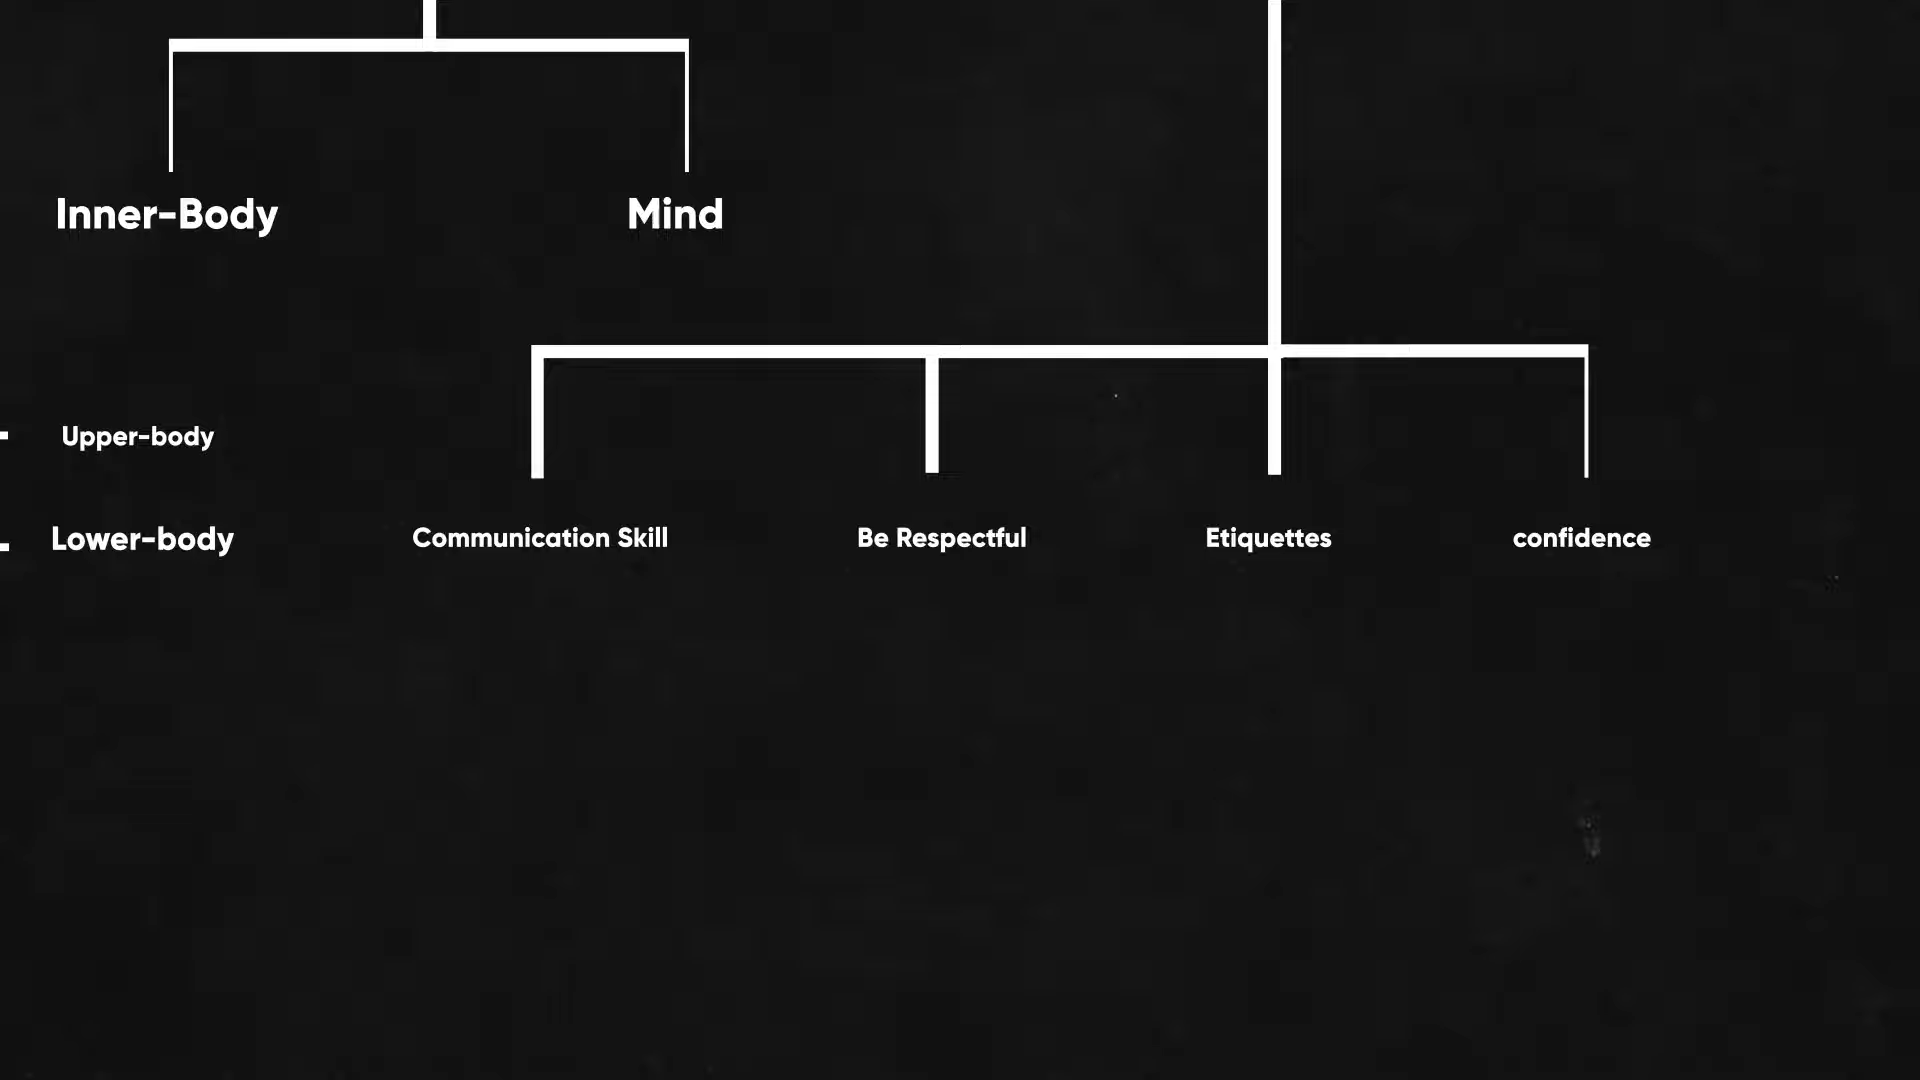 Inner-Body
Mind
Upper-body
Lower-body
Communication Skill
Be Respectful
Etiquettes
confidence